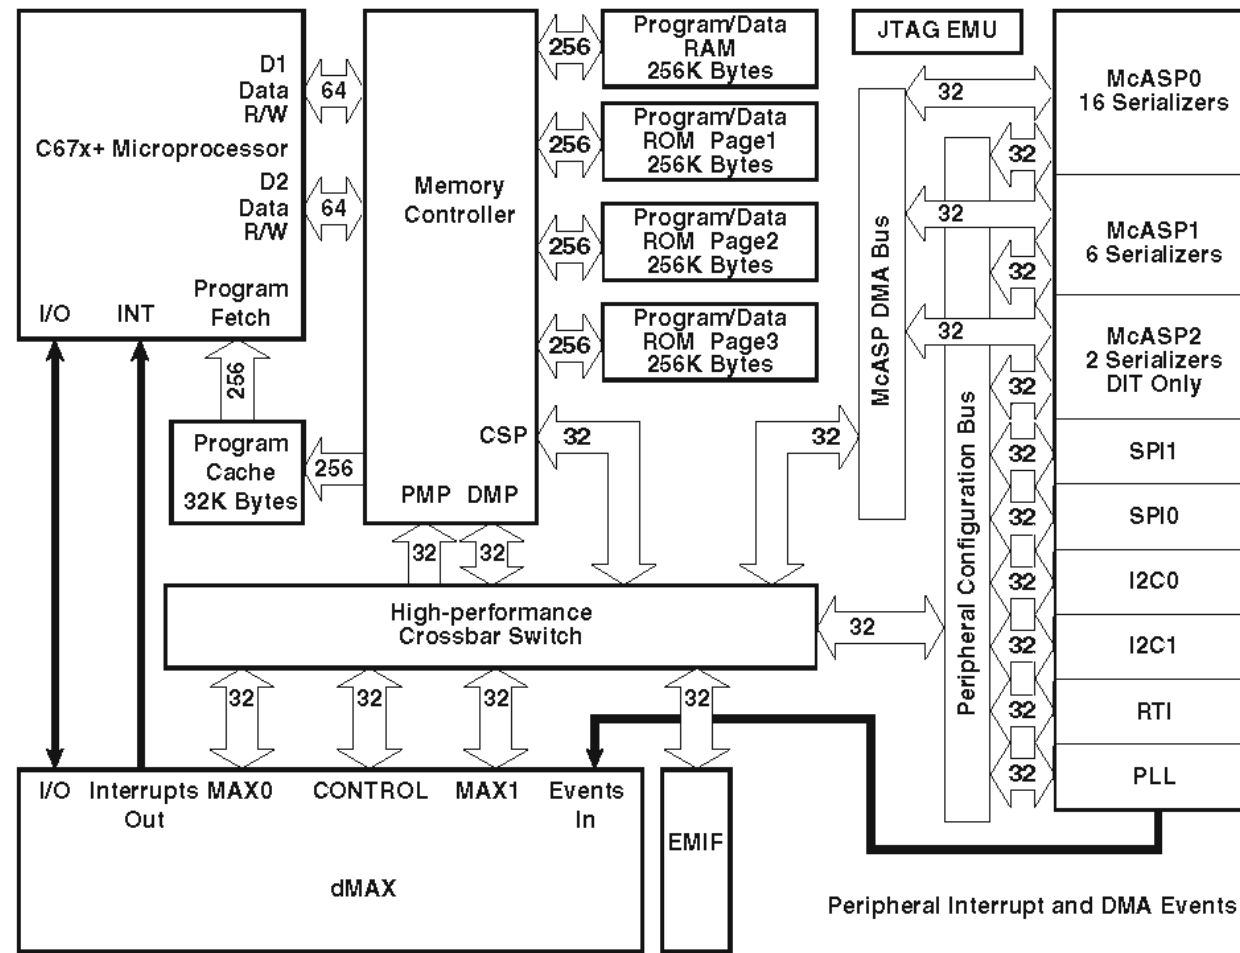 D1
Data
R/W
64
C67x+ Microprocessor
D2
Data
R/W
64
Program
Fetch
I/O
INT
256
Program
Cache
32K Bytes
256
Memory
Controller
CSP
PMP
DMP
32
32
32
256
Program/Data
RAM
256K Bytes
256
Program/Data
ROM Page1
256K Bytes
256
Program/Data
ROM Page2
256K Bytes
256
Program/Data
ROM Page3
256K Bytes
JTAG EMU
McASP DMA Bus
32
32
32
32
Peripheral Configuration Bus
32
McASP0
16 Serializers
32
McASP1
6 Serializers
32
McASP2
2 Serializers
DIT Only
32
SPI1
32
SPI0
32
I2C0
32
I2C1
32
RTI
32
PLL
32
High-performance
Crossbar Switch
32
32
32
32
I/O
Interrupts
Out
MAX0
CONTROL
MAX1
Events
In
dMAX
EMIF
Peripheral Interrupt and DMA Events